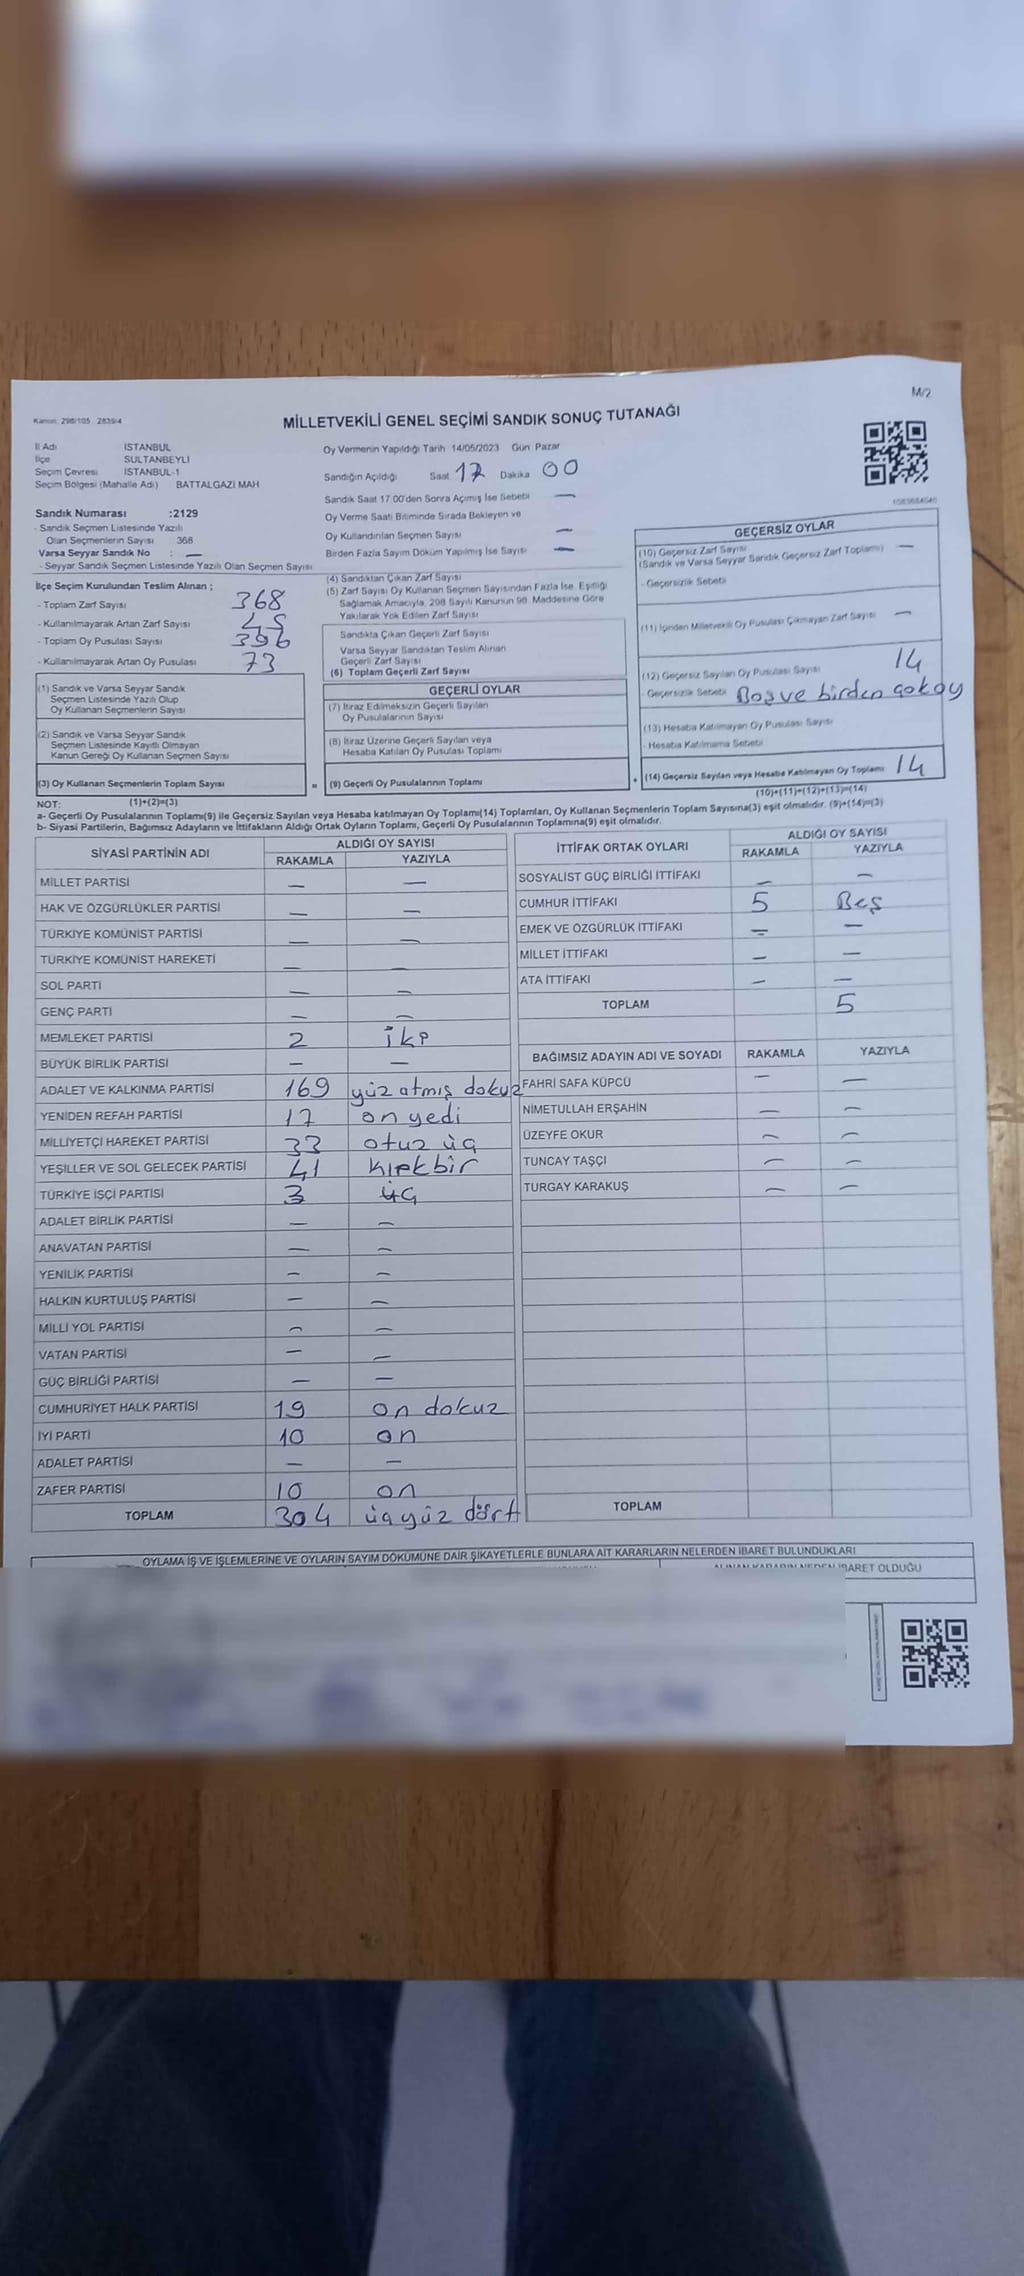 M/2
Kanun: 298/105 2839/4
MİLLETVEKİLİ GENEL SEÇİMİ SANDIK SONUÇ TUTANAĞI
İl Adı İSTANBUL
İlçe SULTANBEYLİ
Seçim Çevresi İSTANBUL-1
Seçim Bölgesi (Mahalle Adı) BATTALGAZİ MAH
Sandık Numarası :2129
- Sandık Seçmen Listesinde Yazılı
Olan Seçmenlerin Sayısı : 368
Varsa Seyyar Sandık No : —
- Seyyar Sandık Seçmen Listesinde Yazılı Olan Seçmen Sayısı
Oy Vermenin Yapıldığı Tarih 14/05/2023 Gün Pazar
Sandığın Açıldığı Saat 17 Dakika 00
Sandık Saat 17.00'den Sonra Açımış İse Sebebi —
Oy Verme Saati Bitiminde Sırada Bekleyen ve
Oy Kullandırılan Seçmen Sayısı —
Birden Fazla Sayım Döküm Yapılmış İse Sayısı —
İlçe Seçim Kurulundan Teslim Alınan ;
- Toplam Zarf Sayısı 368
- Kullanılmayarak Artan Zarf Sayısı 45
- Toplam Oy Pusulası Sayısı 396
- Kullanılmayarak Artan Oy Pusulası 73
(1) Sandık ve Varsa Seyyar Sandık
Seçmen Listesinde Yazılı Olup
Oy Kullanan Seçmenlerin Sayısı
(2) Sandık ve Varsa Seyyar Sandık
Seçmen Listesinde Kayıtlı Olmayan
Kanun Gereği Oy Kullanan Seçmen Sayısı
(3) Oy Kullanan Seçmenlerin Toplam Sayısı =
(1)+(2)=(3)
(4) Sandıktan Çıkan Zarf Sayısı
(5) Zarf Sayısı Oy Kullanan Seçmen Sayısından Fazla İse, Eşitliği
Sağlamak Amacıyla, 298 Sayılı Kanunun 98. Maddesine Göre
Yakılarak Yok Edilen Zarf Sayısı
Sandıkta Çıkan Geçerli Zarf Sayısı
Varsa Seyyar Sandıktan Teslim Alınan
Geçerli Zarf Sayısı
(6) Toplam Geçerli Zarf Sayısı
GEÇERLİ OYLAR
(7) İtiraz Edilmeksizin Geçerli Sayılan
Oy Pusulalarının Sayısı
(8) İtiraz Üzerine Geçerli Sayılan veya
Hesaba Katılan Oy Pusulası Toplamı
(9) Geçerli Oy Pusulalarının Toplamı +
GEÇERSİZ OYLAR
(10) Geçersiz Zarf Sayısı —
(Sandık ve Varsa Seyyar Sandık Geçersiz Zarf Toplamı)
- Geçersizlik Sebebi
(11) İçinden Milletvekili Oy Pusulası Çıkmayan Zarf Sayısı —
(12) Geçersiz Sayılan Oy Pusulası Sayısı 14
- Geçersizlik Sebebi Boş ve birden çok oy
(13) Hesaba Katılmayan Oy Pusulası Sayısı
- Hesaba Katılmama Sebebi
(14) Geçersiz Sayılan veya Hesaba Katılmayan Oy Toplamı 14
(10)+(11)+(12)+(13)=(14)
NOT:
a- Geçerli Oy Pusulalarının Toplamı(9) ile Geçersiz Sayılan veya Hesaba katılmayan Oy Toplamı(14) Toplamları, Oy Kullanan Seçmenlerin Toplam Sayısına(3) eşit olmalıdır. (9)+(14)=(3)
b- Siyasi Partilerin, Bağımsız Adayların ve İttifakların Aldığı Ortak Oyların Toplamı, Geçerli Oy Pusulalarının Toplamına(9) eşit olmalıdır.
SİYASİ PARTİNİN ADI ALDIĞI OY SAYISI
RAKAMLA YAZIYLA
MİLLET PARTİSİ — —
HAK VE ÖZGÜRLÜKLER PARTİSİ — —
TÜRKİYE KOMÜNİST PARTİSİ — —
TÜRKİYE KOMÜNİST HAREKETİ — —
SOL PARTİ — —
GENÇ PARTİ — —
MEMLEKET PARTİSİ 2 iki
BÜYÜK BİRLİK PARTİSİ — —
ADALET VE KALKINMA PARTİSİ 169 yüz atmış dokuz
YENİDEN REFAH PARTİSİ 17 on yedi
MİLLİYETÇİ HAREKET PARTİSİ 33 otuz üç
YEŞİLLER VE SOL GELECEK PARTİSİ 41 kırkbir
TÜRKİYE İŞÇİ PARTİSİ 3 üç
ADALET BİRLİK PARTİSİ — —
ANAVATAN PARTİSİ — —
YENİLİK PARTİSİ — —
HALKIN KURTULUŞ PARTİSİ — —
MİLLİ YOL PARTİSİ — —
VATAN PARTİSİ — —
GÜÇ BİRLİĞİ PARTİSİ — —
CUMHURİYET HALK PARTİSİ 19 on dokuz
İYİ PARTİ 10 on
ADALET PARTİSİ — —
ZAFER PARTİSİ 10 on
TOPLAM 304 üçyüz dört
İTTİFAK ORTAK OYLARI ALDIĞI OY SAYISI
RAKAMLA YAZIYLA
SOSYALİST GÜÇ BİRLİĞİ İTTİFAKI — —
CUMHUR İTTİFAKI 5 Beş
EMEK VE ÖZGÜRLÜK İTTİFAKI — —
MİLLET İTTİFAKI — —
ATA İTTİFAKI — —
TOPLAM 5
BAĞIMSIZ ADAYIN ADI VE SOYADI RAKAMLA YAZIYLA
FAHRİ SAFA KÜPCÜ — —
NİMETULLAH ERŞAHİN — —
ÜZEYFE OKUR — —
TUNCAY TAŞÇI — —
TURGAY KARAKUŞ — —
TOPLAM
OYLAMA İŞ VE İŞLEMLERİNE VE OYLARIN SAYIM DÖKÜMÜNE DAİR ŞİKAYETLERLE BUNLARA AİT KARARLARIN NELERDEN İBARET BULUNDUKLARI
ALINAN KARARIN NEDEN İBARET OLDUĞU